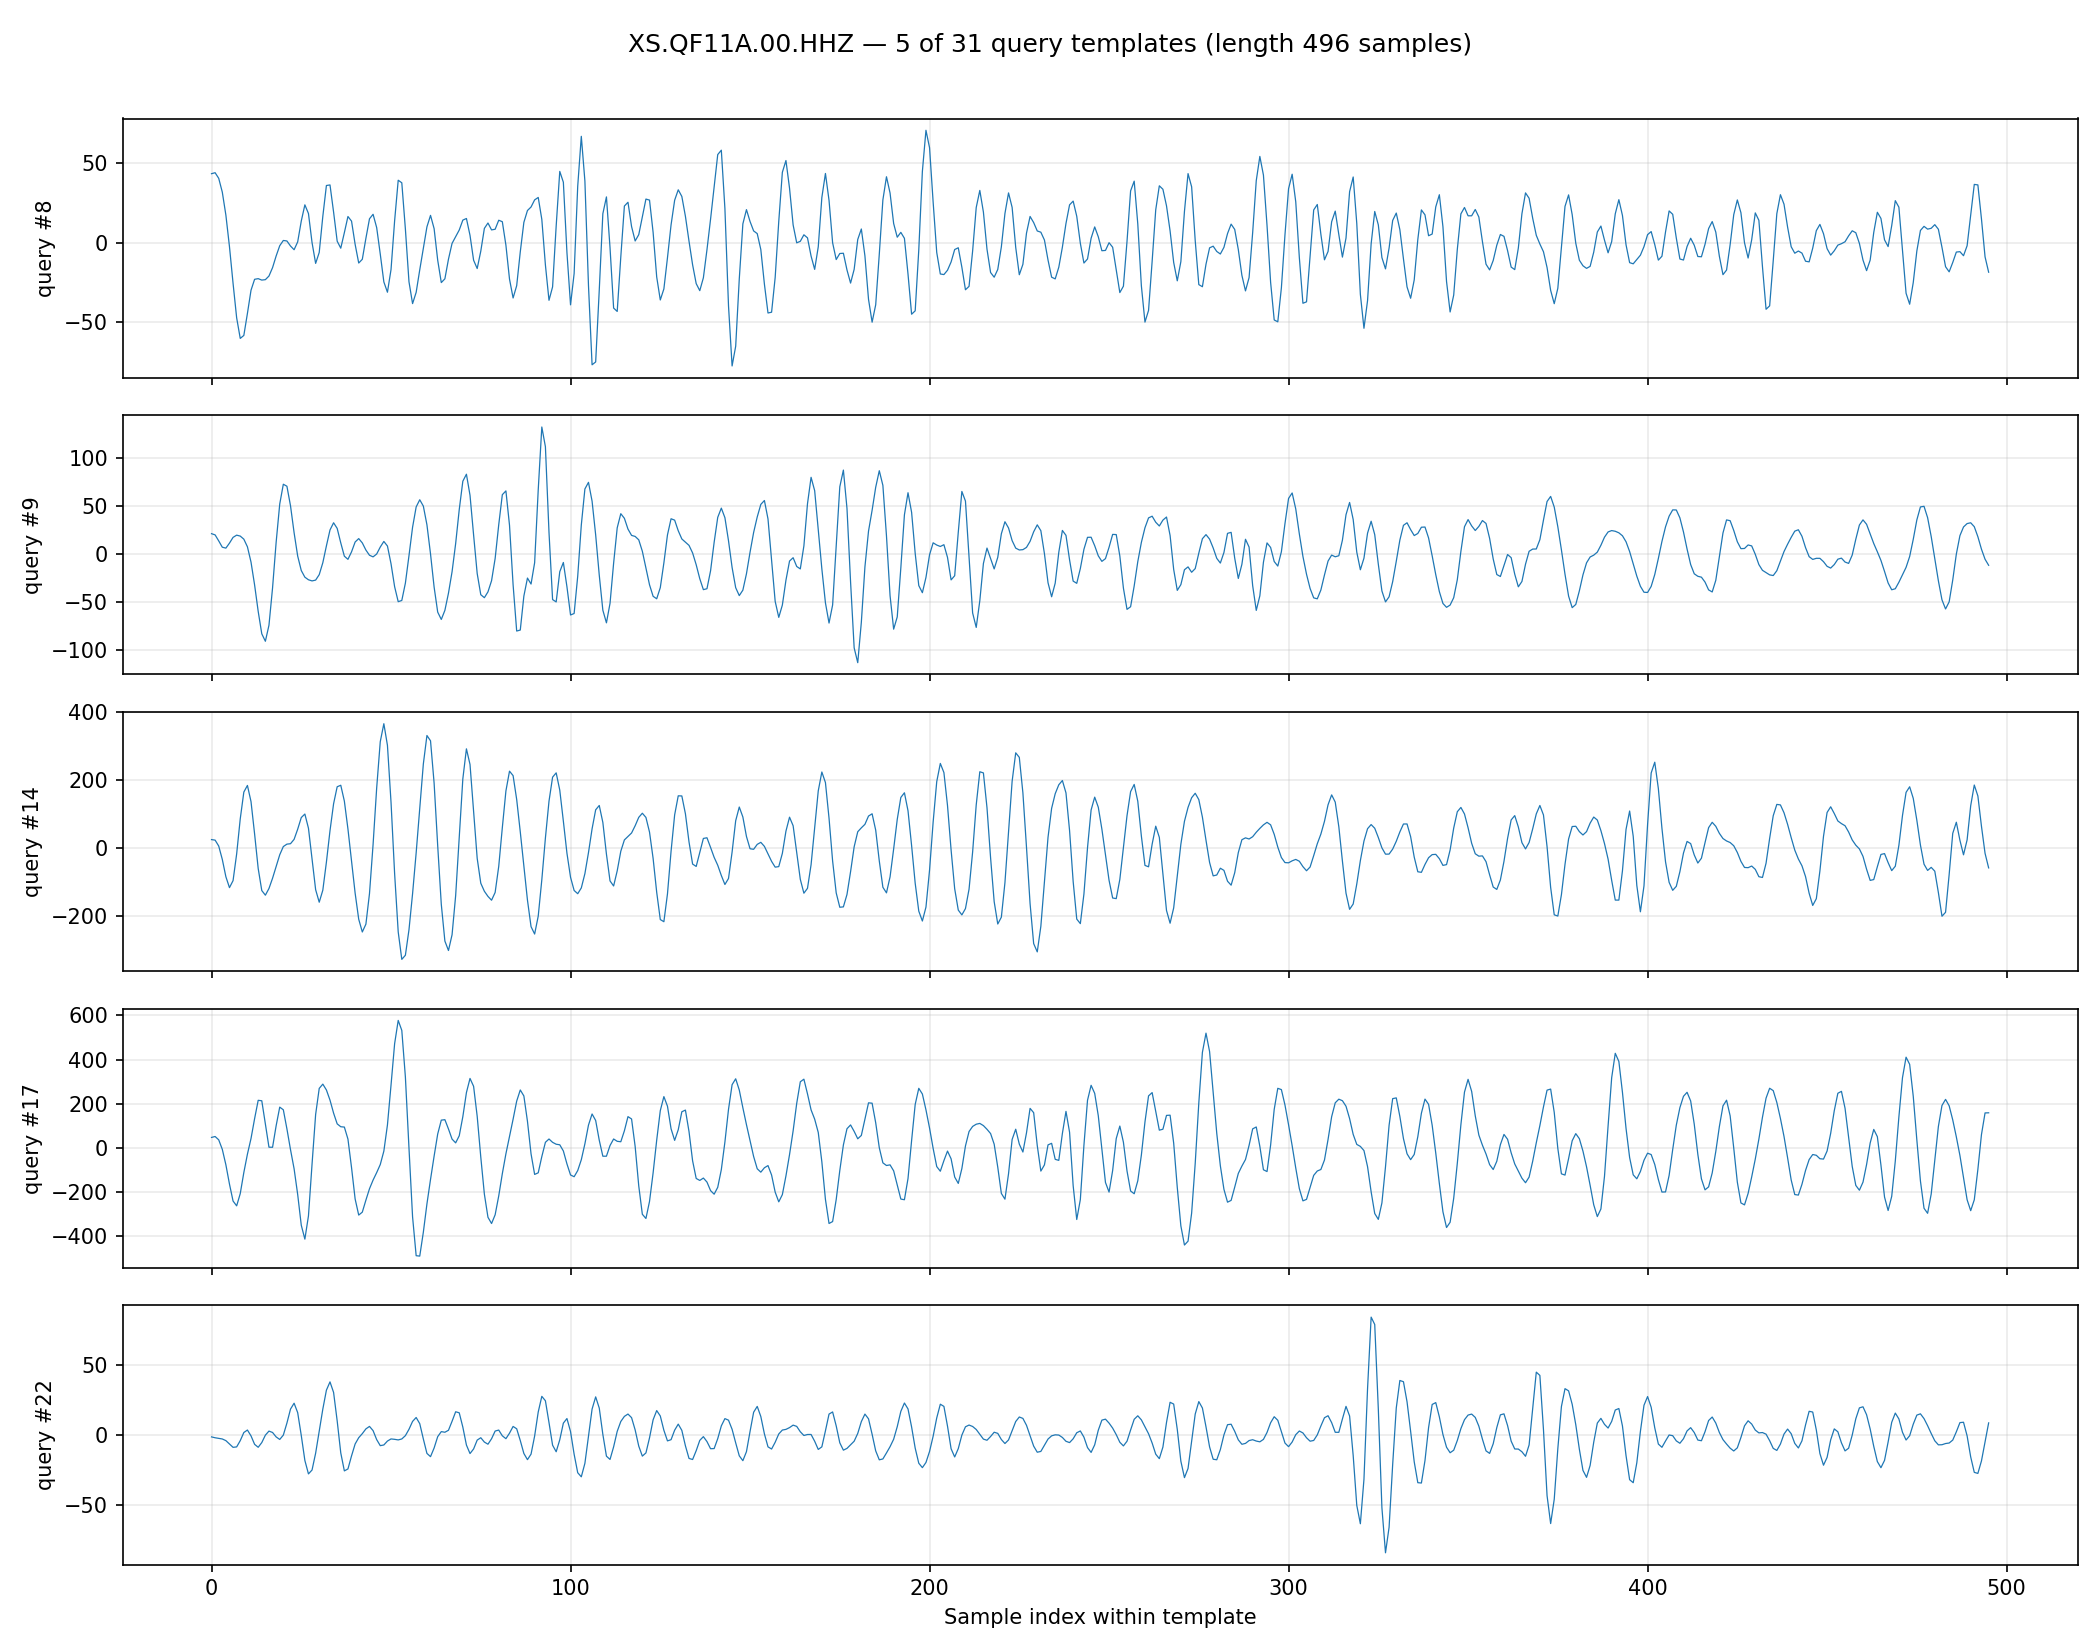 XS.QF11A.00.HHZ — 5 of 31 query templates (length 496 samples)
query #8
50
0
−50
query #9
100
50
0
−50
−100
query #14
400
200
0
−200
query #17
600
400
200
0
−200
−400
query #22
50
0
−50
0 100 200 300 400 500
Sample index within template